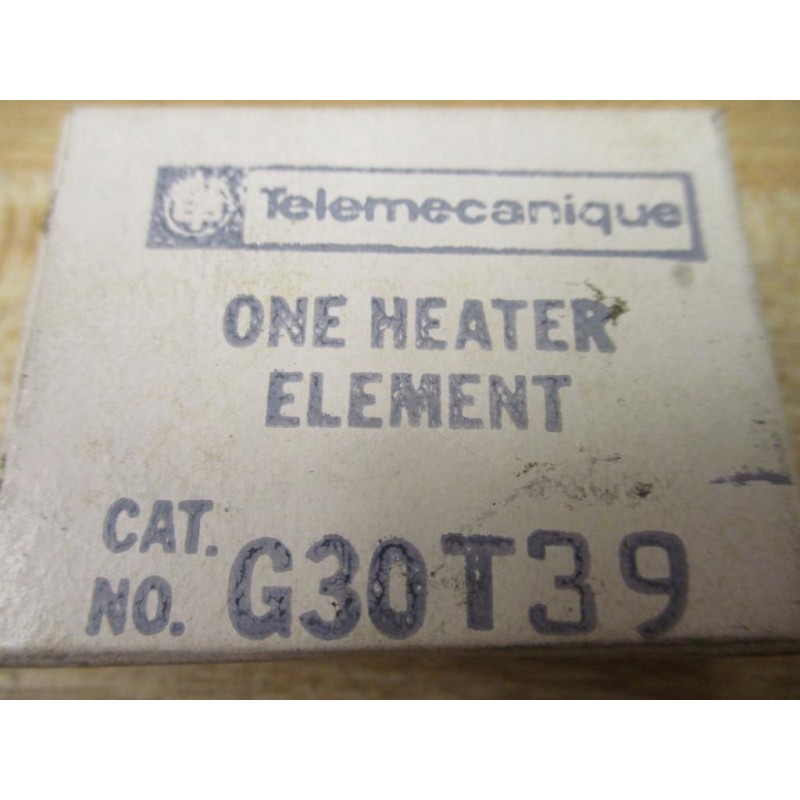 Telemecanique
ONE HEATER
ELEMENT
CAT.
NO. G30T39